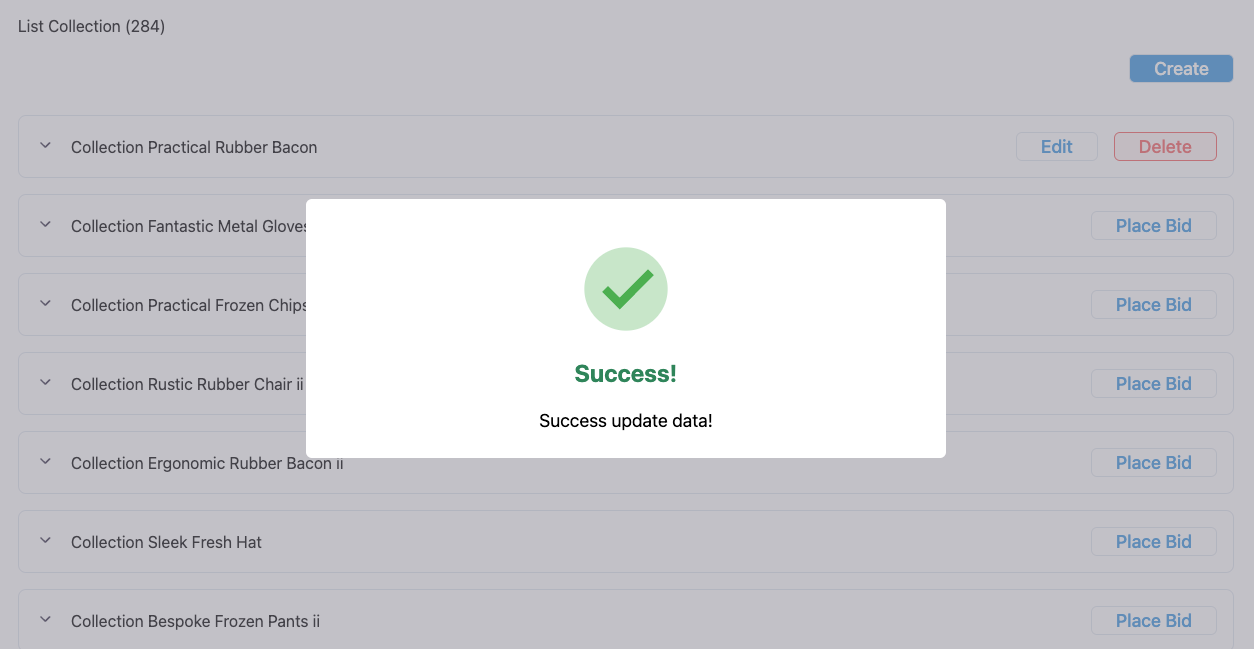 List Collection (284)
Create
Collection Practical Rubber Bacon Edit Delete
Collection Fantastic Metal Gloves Place Bid
Collection Practical Frozen Chips Place Bid
Success!
Collection Rustic Rubber Chair ii Place Bid
Success update data!
Collection Ergonomic Rubber Bacon ii Place Bid
Collection Sleek Fresh Hat Place Bid
Collection Bespoke Frozen Pants ii Place Bid